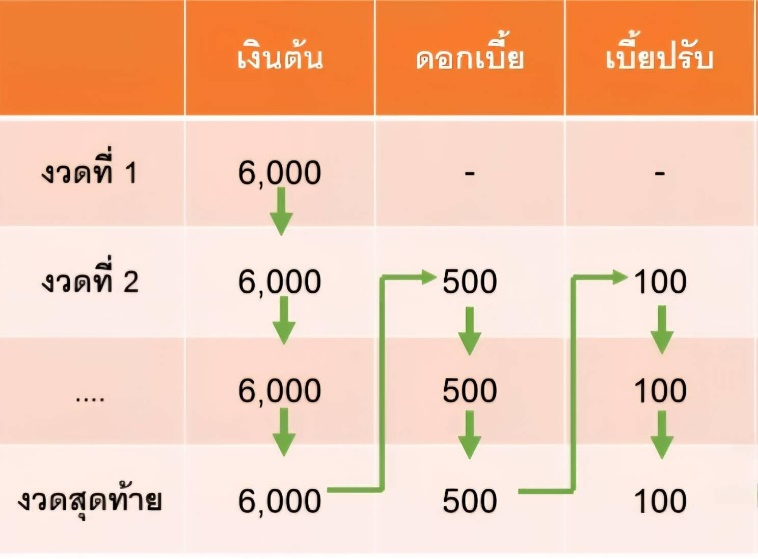 เงินต้น ดอกเบี้ย เบี้ยปรับ
งวดที่ 1 6,000 - -
งวดที่ 2 6,000 500 100
.... 6,000 500 100
งวดสุดท้าย 6,000 500 100